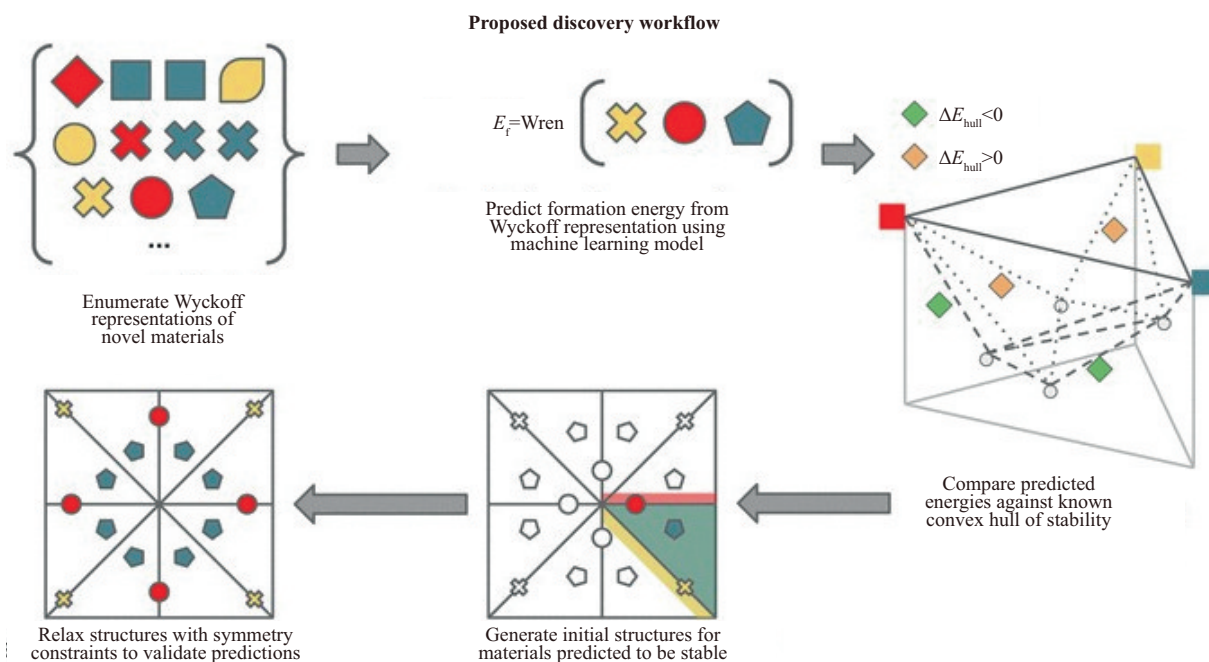 Proposed discovery workflow
...
Enumerate Wyckoff
representations of
novel materials
E_f=Wren
Predict formation energy from
Wyckoff representation using
machine learning model
ΔE_hull<0
ΔE_hull>0
Compare predicted
energies against known
convex hull of stability
Generate initial structures for
materials predicted to be stable
Relax structures with symmetry
constraints to validate predictions